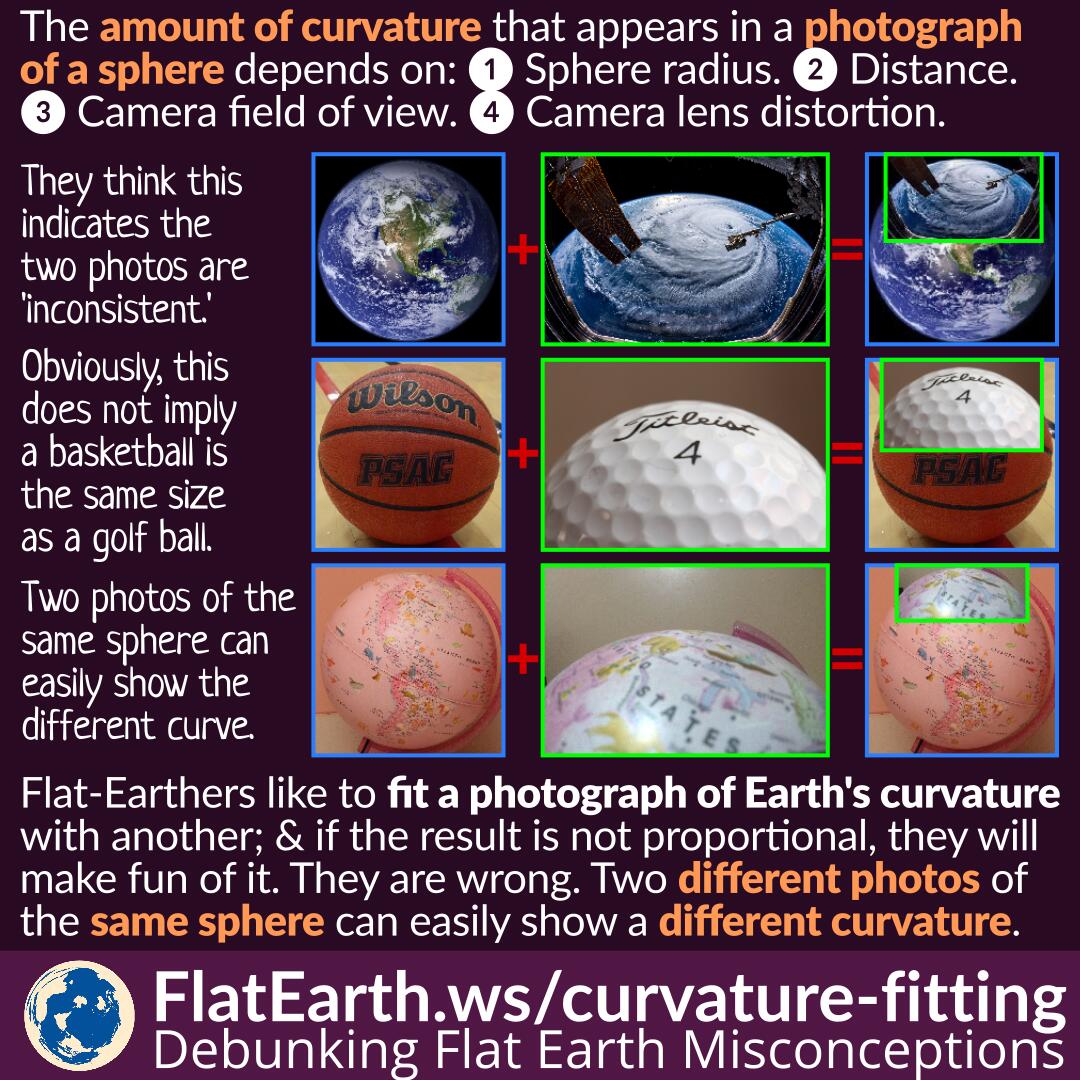 The amount of curvature that appears in a photograph
of a sphere depends on: 1 Sphere radius. 2 Distance.
3 Camera field of view. 4 Camera lens distortion.
They think this
indicates the
two photos are
'inconsistent.'
Obviously, this
does not imply
a basketball is
the same size
as a golf ball.
Wilson
PSAC
Titleist
4
Titleist
4
PSAC
Two photos of the
same sphere can
easily show the
different curve.
STATES
STATES
Flat-Earthers like to fit a photograph of Earth's curvature
with another; & if the result is not proportional, they will
make fun of it. They are wrong. Two different photos of
the same sphere can easily show a different curvature.
FlatEarth.ws/curvature-fitting
Debunking Flat Earth Misconceptions